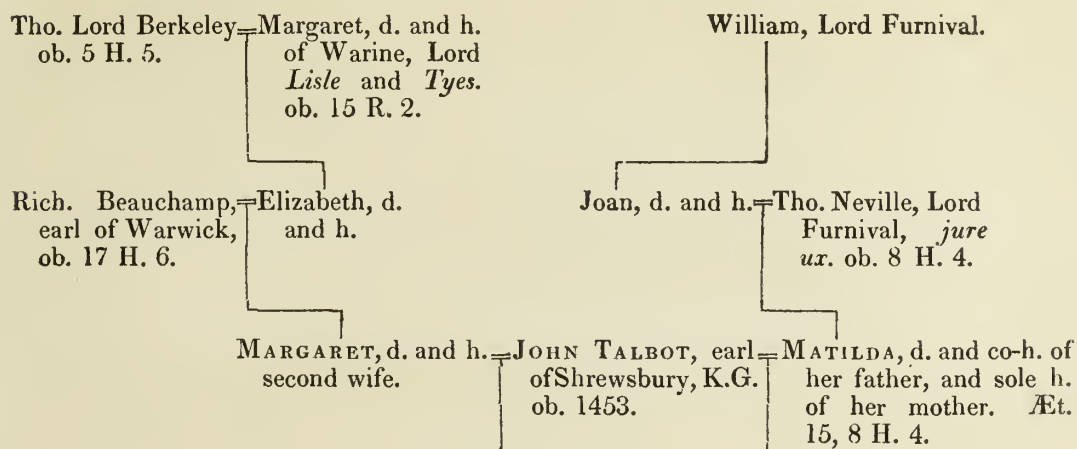 Tho. Lord Berkeley=Margaret, d. and h.
ob. 5 H. 5.
of Warine, Lord
Lisle and Tyes.
ob. 15 R. 2.
William, Lord Furnival.
Rich. Beauchamp,=Elizabeth, d.
earl of Warwick,
and h.
ob. 17 H. 6.
Joan, d. and h.=Tho. Neville, Lord
Furnival, jure
ux. ob. 8 H. 4.
MARGARET, d. and h.=JOHN TALBOT, earl=MATILDA, d. and co-h. of
second wife.
of Shrewsbury, K.G.
ob. 1453.
her father, and sole h.
of her mother. Æt.
15, 8 H. 4.